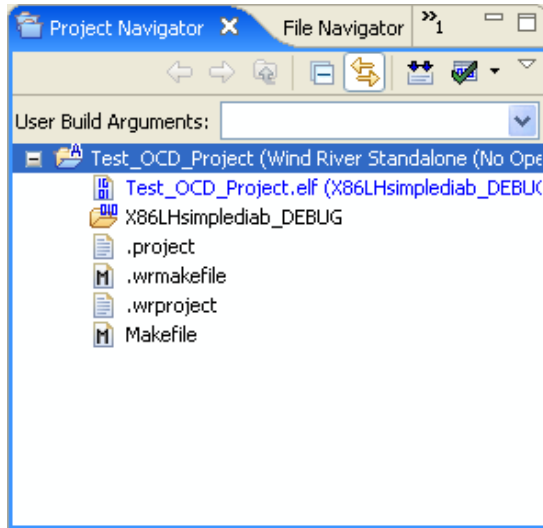 Project Navigator
File Navigator
»1
User Build Arguments:
Test_OCD_Project (Wind River Standalone (No Ope
Test_OCD_Project.elf (X86LHsimplediab_DEBU
X86LHsimplediab_DEBUG
.project
.wrmakefile
.wrproject
Makefile